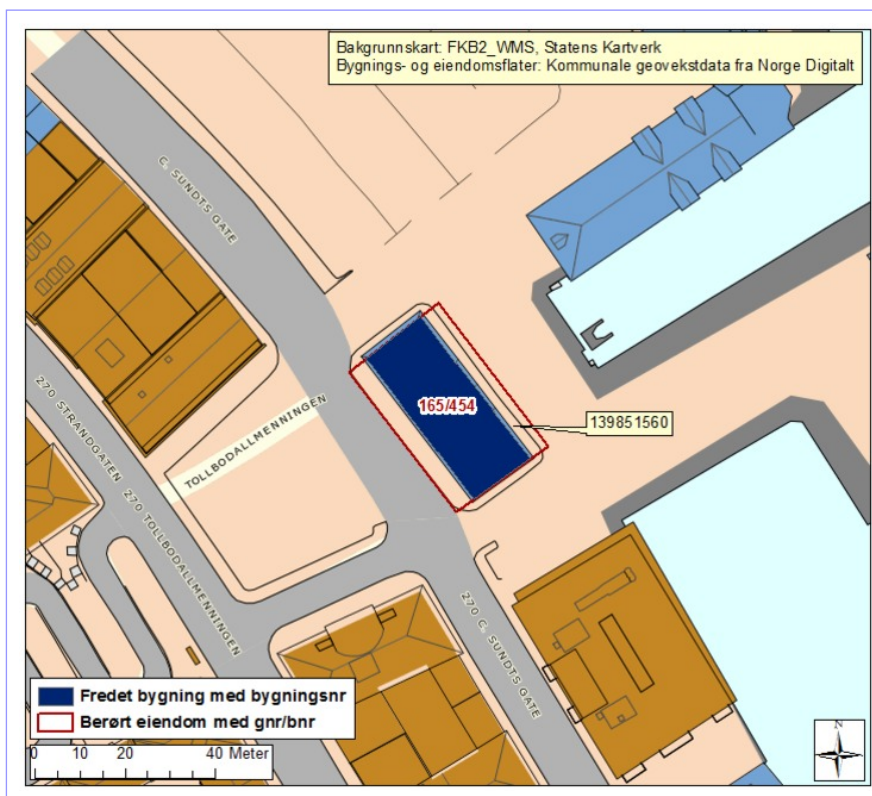 Bakgrunnskart: FKB2_WMS, Statens Kartverk
Bygnings- og eiendomsflater: Kommunale geovekstdata fra Norge Digitalt
C. SUNDTS GATE
165/454
139851560
TOLLBODALLMENNINGEN
270 STRANDGATEN
270 TOLLBODALLMENNINGEN
270 C. SUNDTS GATE
Fredet bygning med bygningsnr
Berørt eiendom med gnr/bnr
0 10 20 40 Meter
N